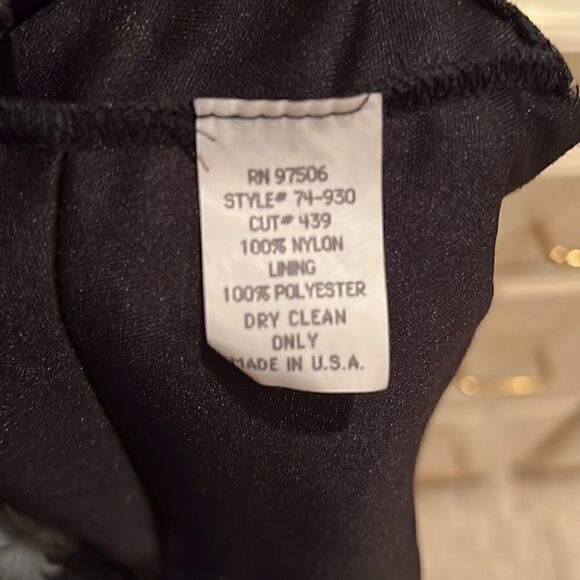 RN 97506
STYLE# 74-930
CUT# 439
100% NYLON
LINING
100% POLYESTER
DRY CLEAN
ONLY
MADE IN U.S.A.